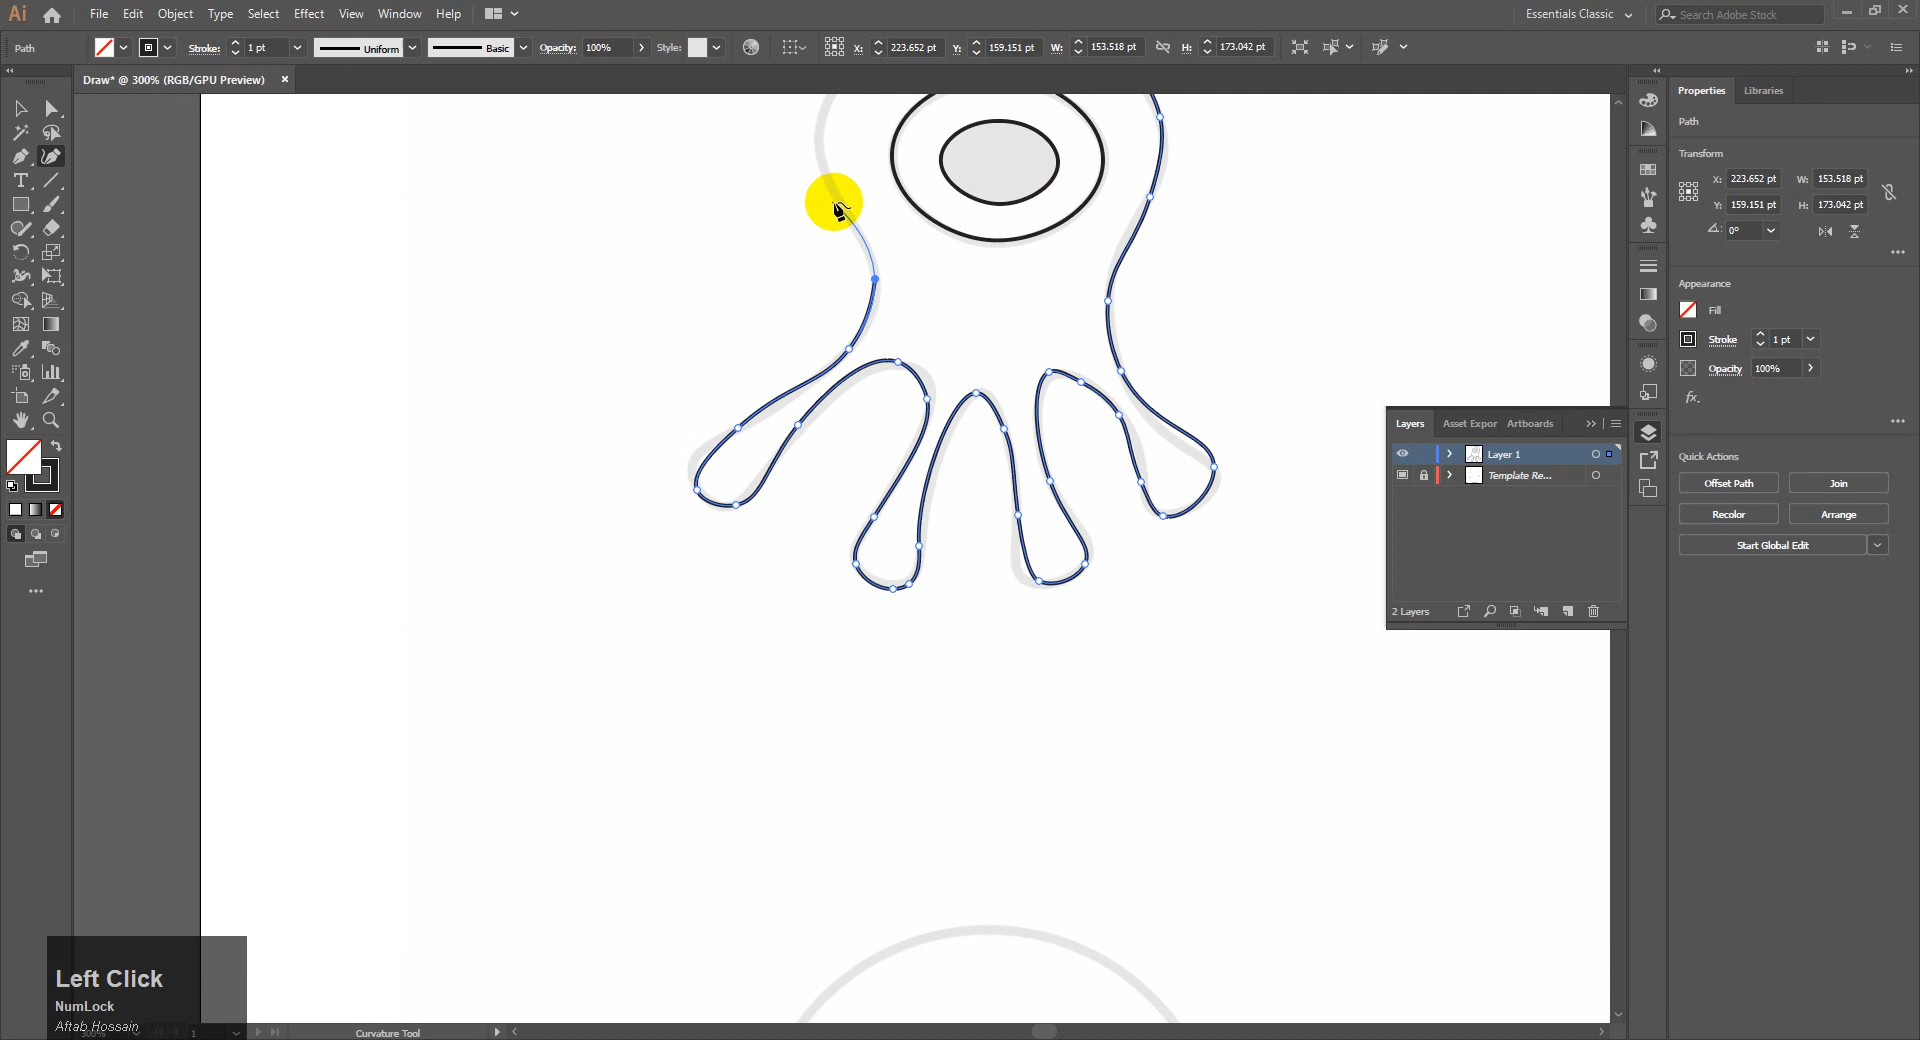 Ai File Edit Object Type Select Effect View Window Help Essentials Classic Search Adobe Stock
Path Stroke: 1 pt Uniform Basic Opacity: 100% Style: X: 223.652 pt Y: 159.151 pt W: 153.518 pt H: 173.042 pt
Draw* @ 300% (RGB/GPU Preview)
Properties Libraries
Path
Transform
X: 223.652 pt W: 153.518 pt
Y: 159.151 pt H: 173.042 pt
0°
Appearance
Fill
Stroke 1 pt
Opacity 100%
fx.
Quick Actions
Offset Path Join
Recolor Arrange
Start Global Edit
Layers Asset Expor Artboards
Layer 1
Template Re...
2 Layers
Left Click
NumLock
Aftab Hossain
300% 1 Curvature Tool